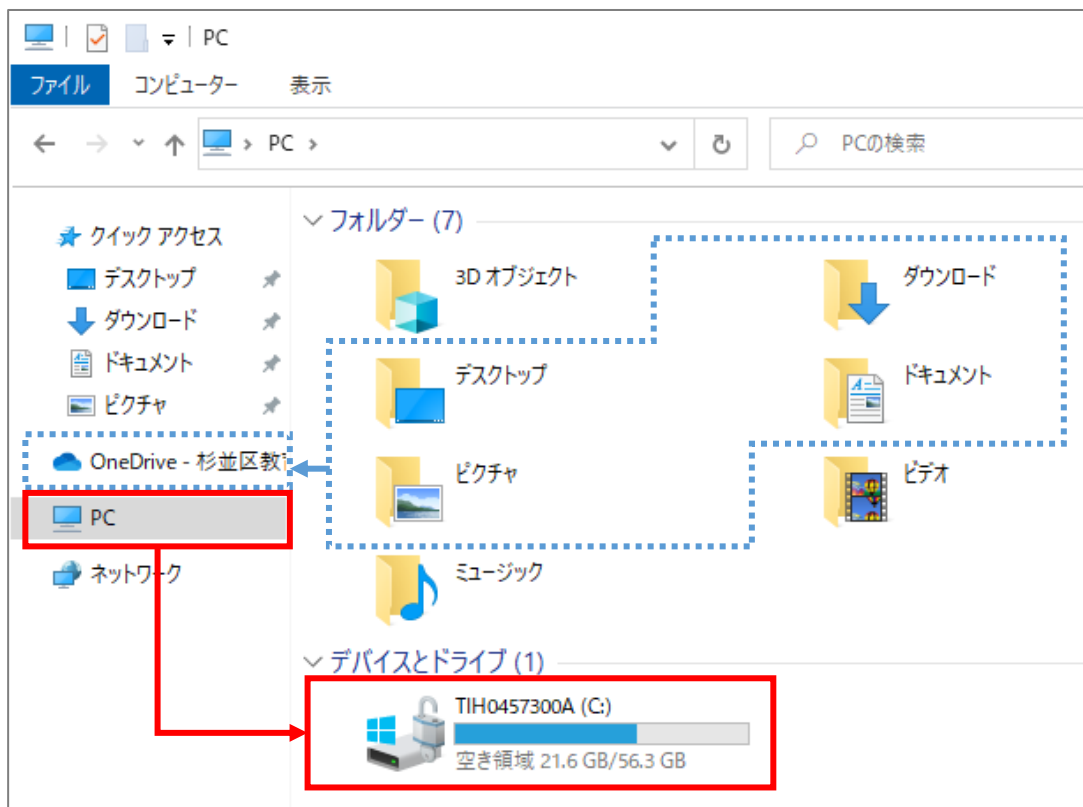 PC
ファイル コンピューター 表示
PC
PCの検索
クイック アクセス
デスクトップ
ダウンロード
ドキュメント
ピクチャ
OneDrive - 杉並区教
PC
ネットワーク
フォルダー (7)
3D オブジェクト
ダウンロード
デスクトップ
ドキュメント
ピクチャ
ビデオ
ミュージック
デバイスとドライブ (1)
TIH0457300A (C:)
空き領域 21.6 GB/56.3 GB